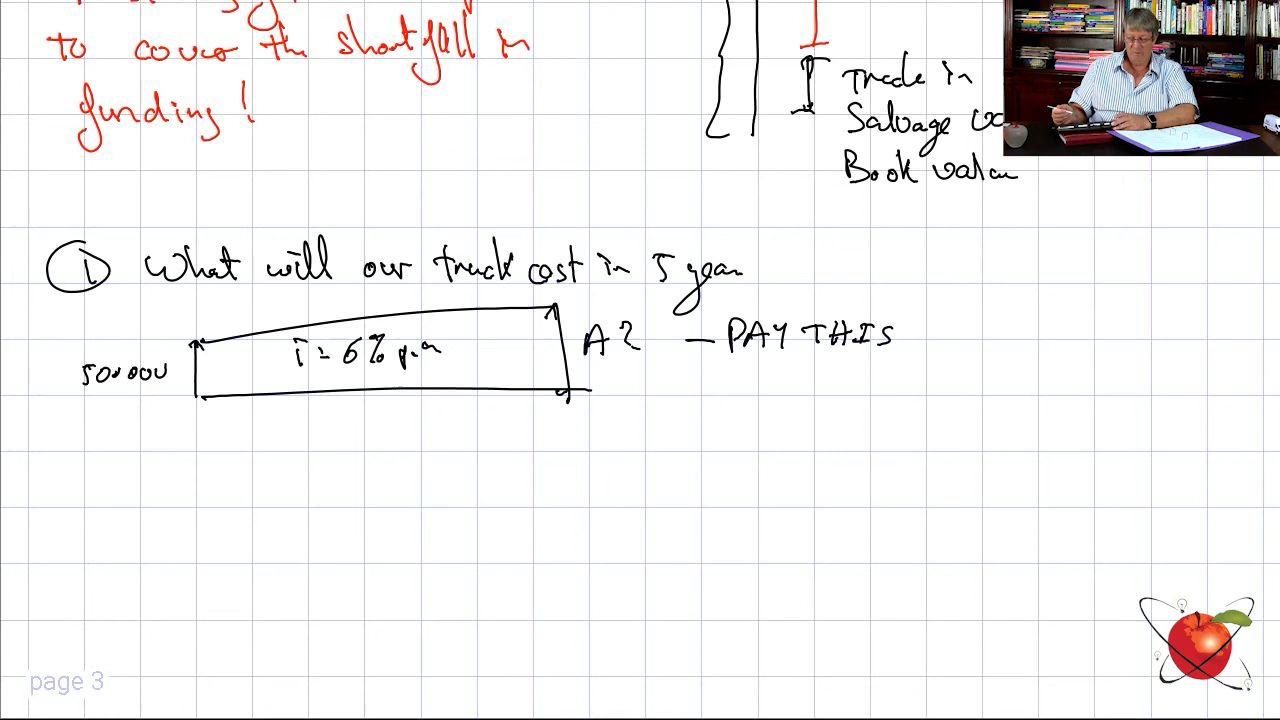 to cover the shortfall in
funding!
Trade in
Salvage
Book value
1 What will our truck cost in 5 year
500 000
i = 6% p.a
A? — PAY THIS
page 3